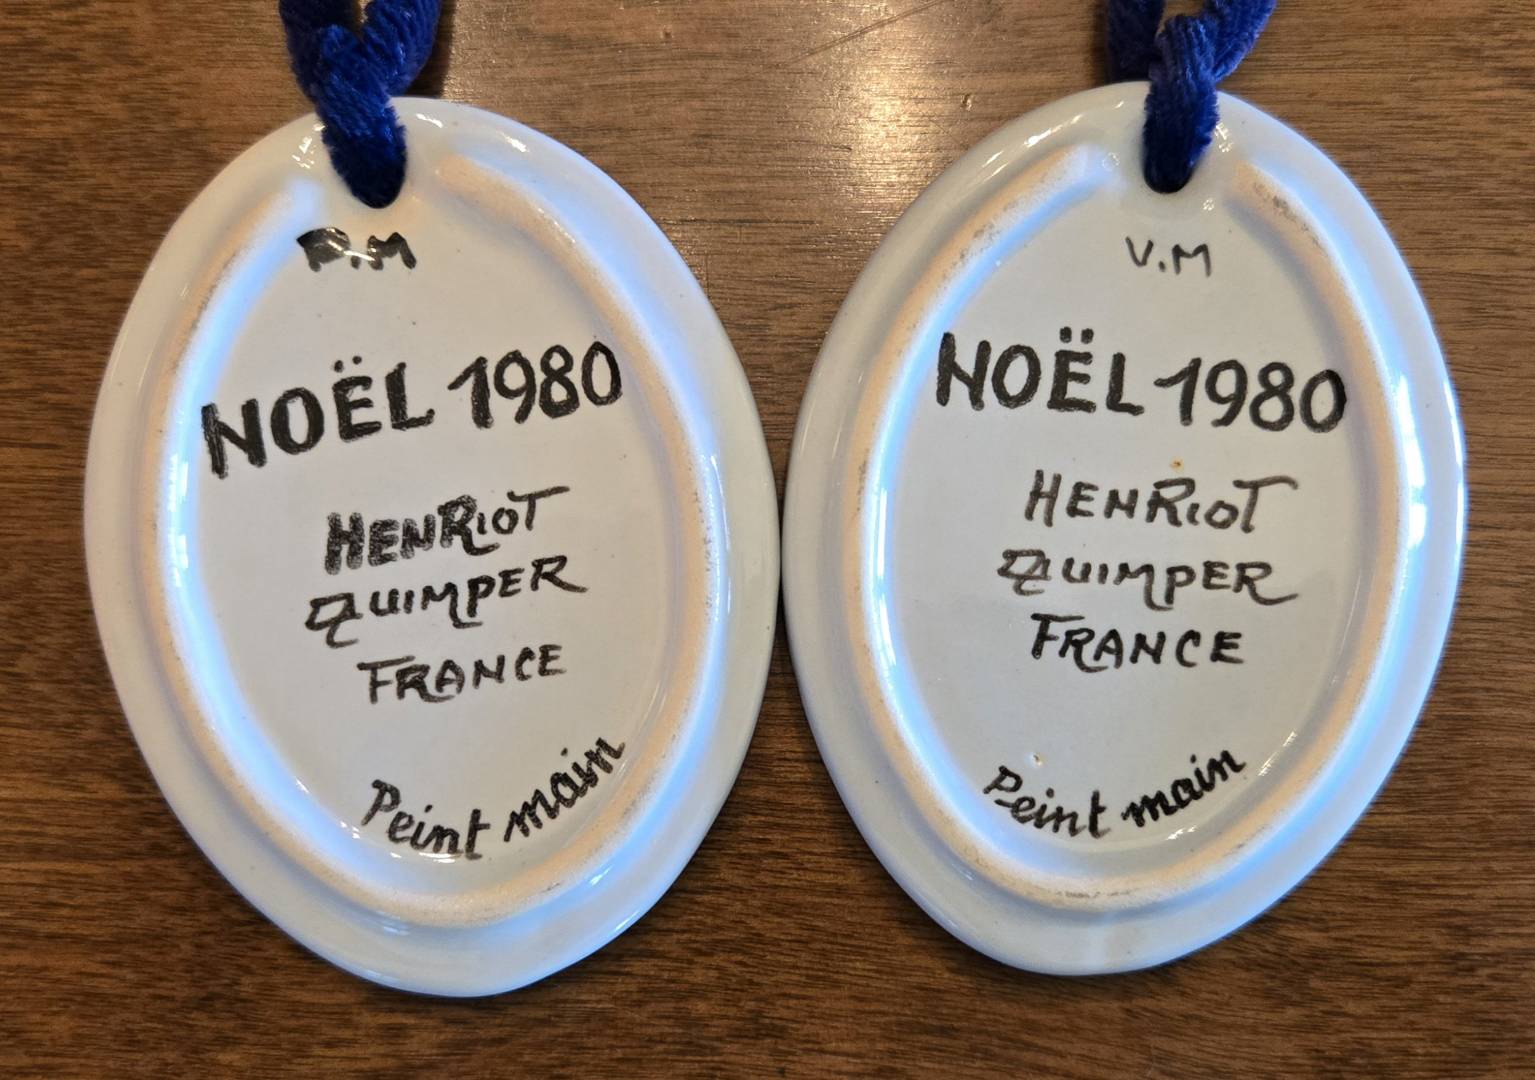 NOËL 1980
HENRIOT
QUIMPER
FRANCE
Peint main
V.M
NOËL 1980
HENRIOT
QUIMPER
FRANCE
Peint main